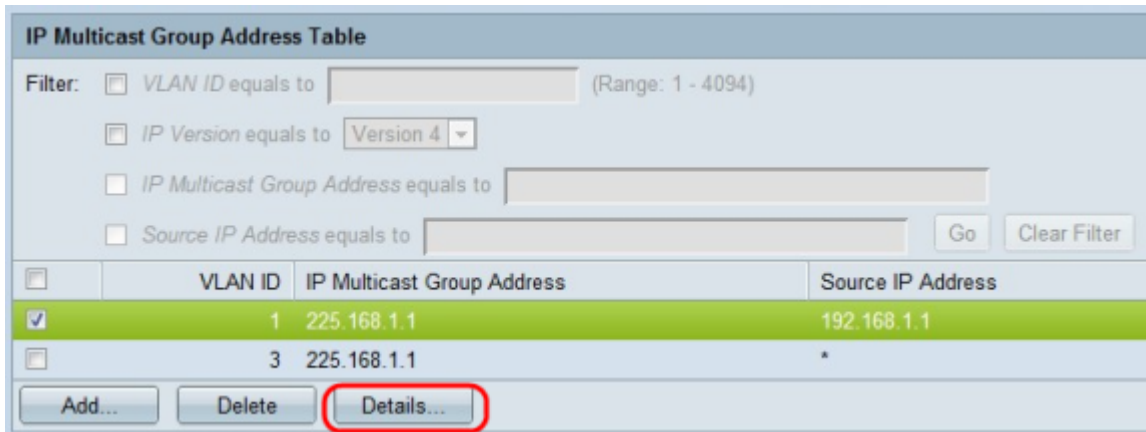 IP Multicast Group Address Table
Filter: VLAN ID equals to (Range: 1 - 4094)
IP Version equals to Version 4
IP Multicast Group Address equals to
Source IP Address equals to Go Clear Filter
VLAN ID IP Multicast Group Address Source IP Address
1 225.168.1.1 192.168.1.1
3 225.168.1.1 *
Add... Delete Details...